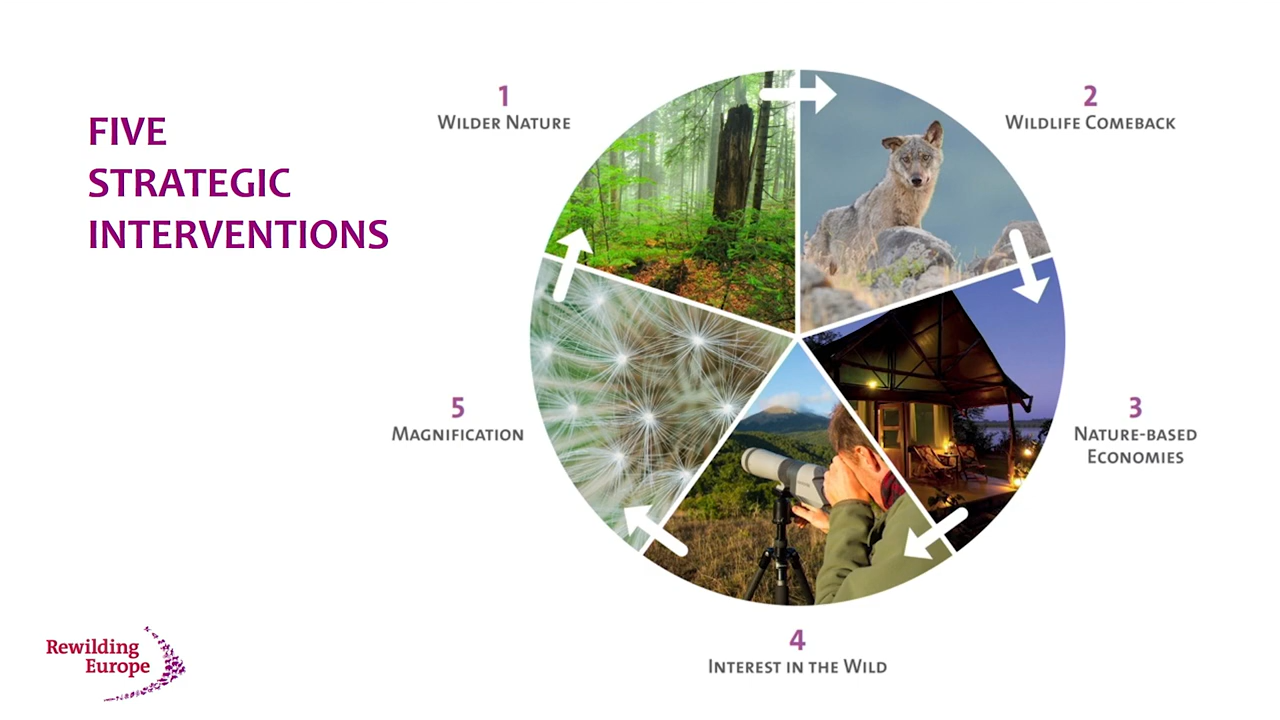 FIVE
STRATEGIC
INTERVENTIONS
1
WILDER NATURE
2
WILDLIFE COMEBACK
3
NATURE-BASED
ECONOMIES
4
INTEREST IN THE WILD
5
MAGNIFICATION
Rewilding
Europe